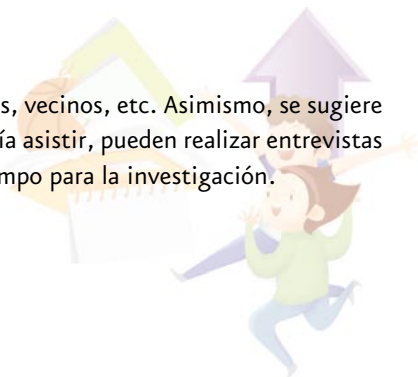 s, vecinos, etc. Asimismo, se sugiere
ía asistir, pueden realizar entrevistas
mpo para la investigación.